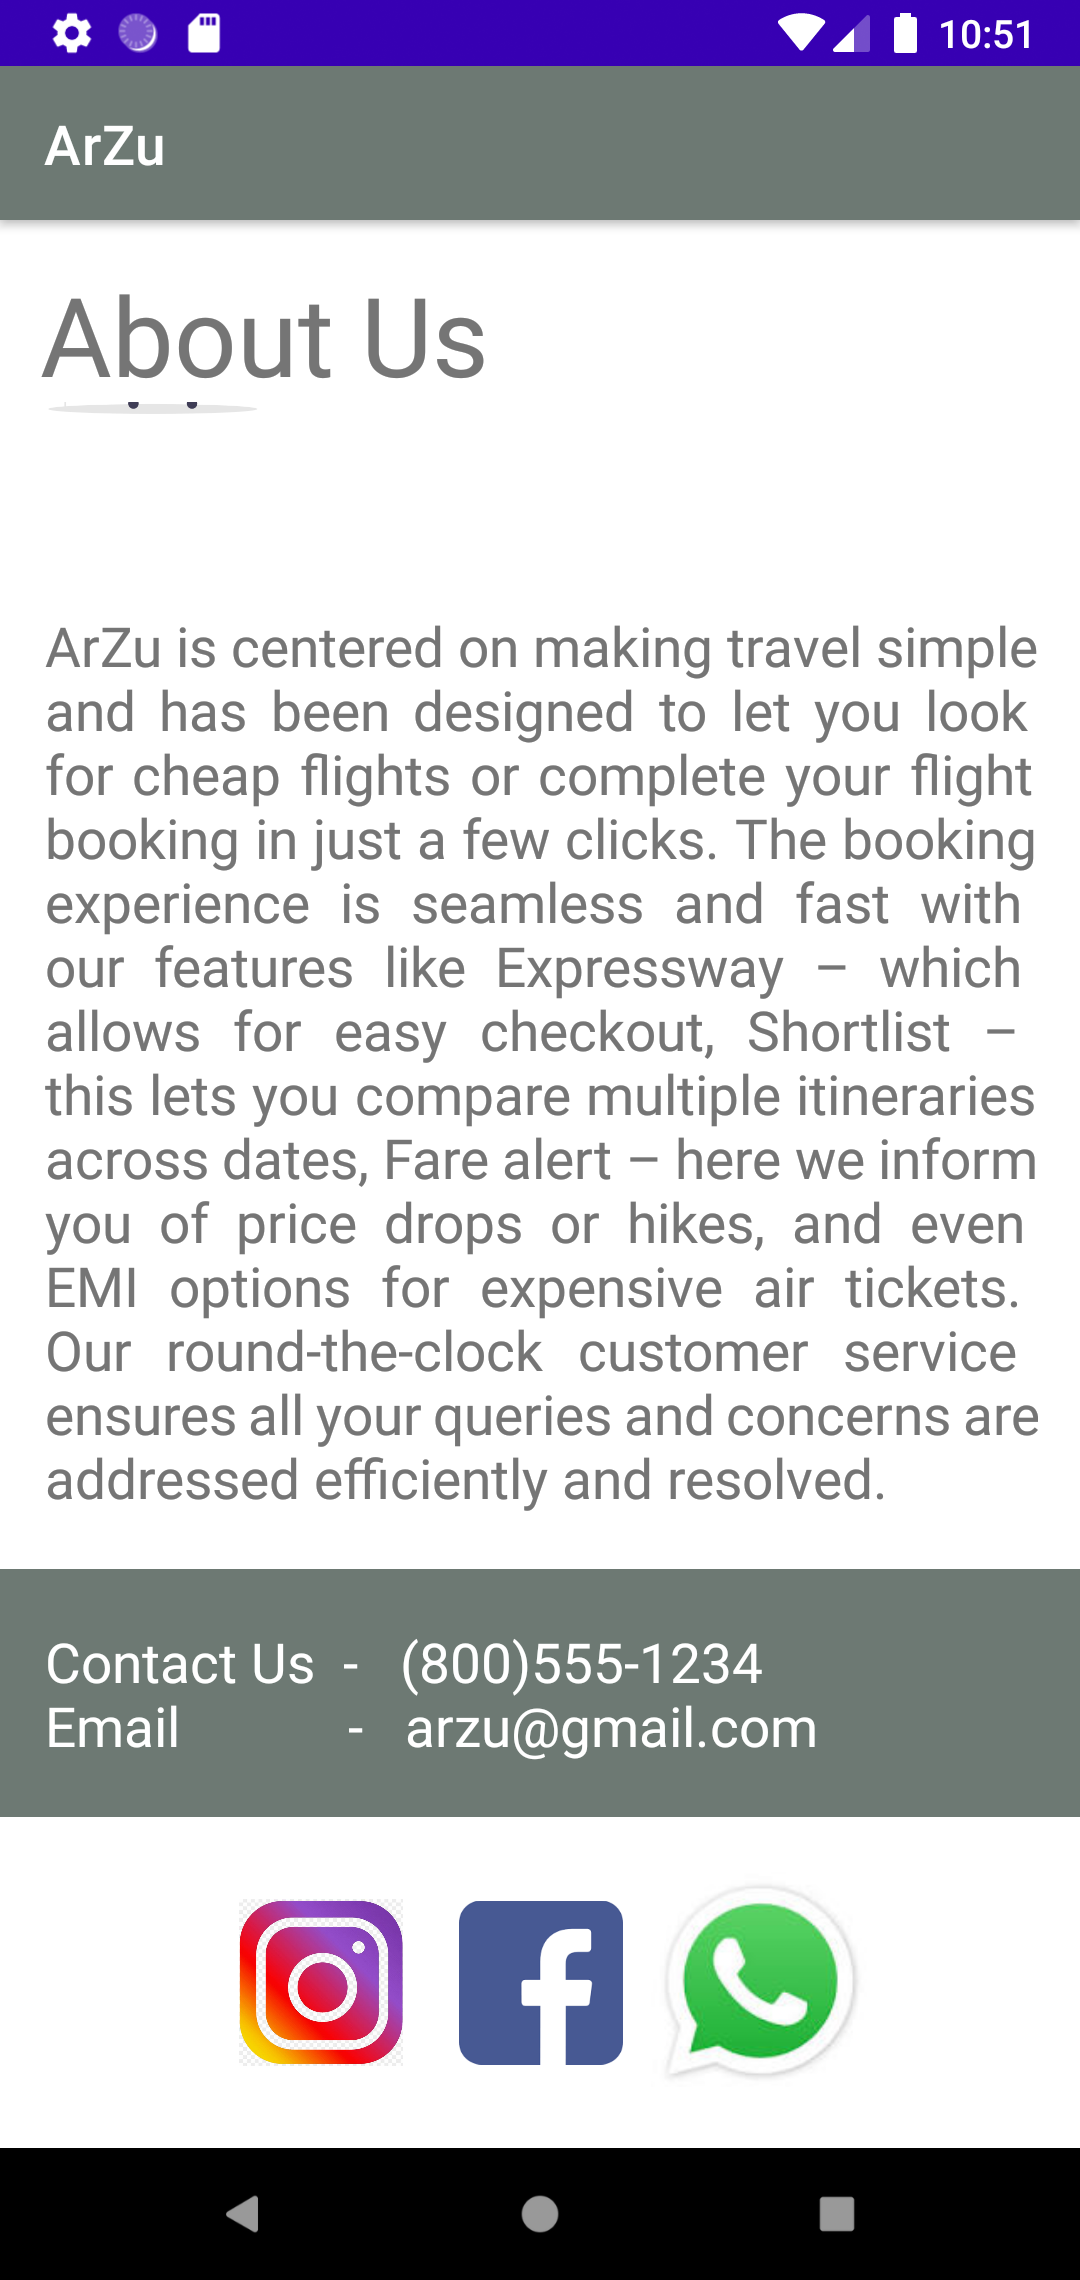 10:51
ArZu
About Us
ArZu is centered on making travel simple
and has been designed to let you look
for cheap flights or complete your flight
booking in just a few clicks. The booking
experience is seamless and fast with
our features like Expressway – which
allows for easy checkout, Shortlist –
this lets you compare multiple itineraries
across dates, Fare alert – here we inform
you of price drops or hikes, and even
EMI options for expensive air tickets.
Our round-the-clock customer service
ensures all your queries and concerns are
addressed efficiently and resolved.
Contact Us - (800)555-1234
Email - arzu@gmail.com